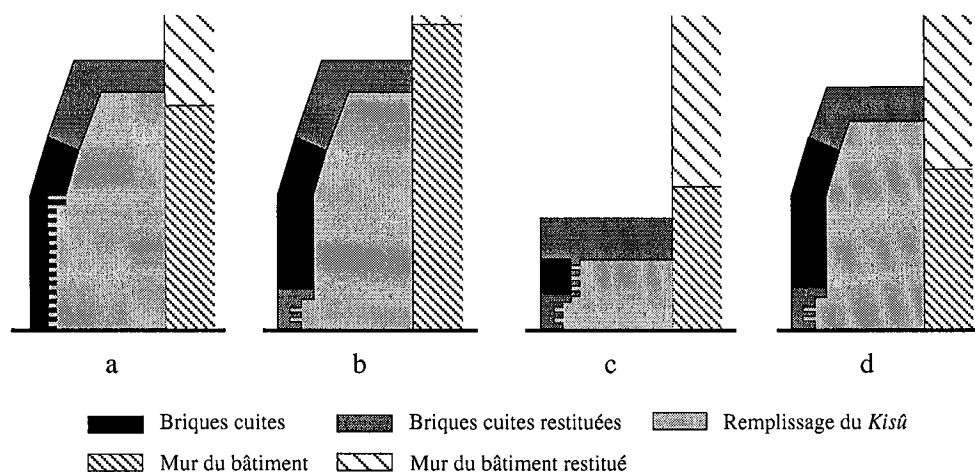 a b c d
Briques cuites Briques cuites restituées Remplissage du Kisû
Mur du bâtiment Mur du bâtiment restitué